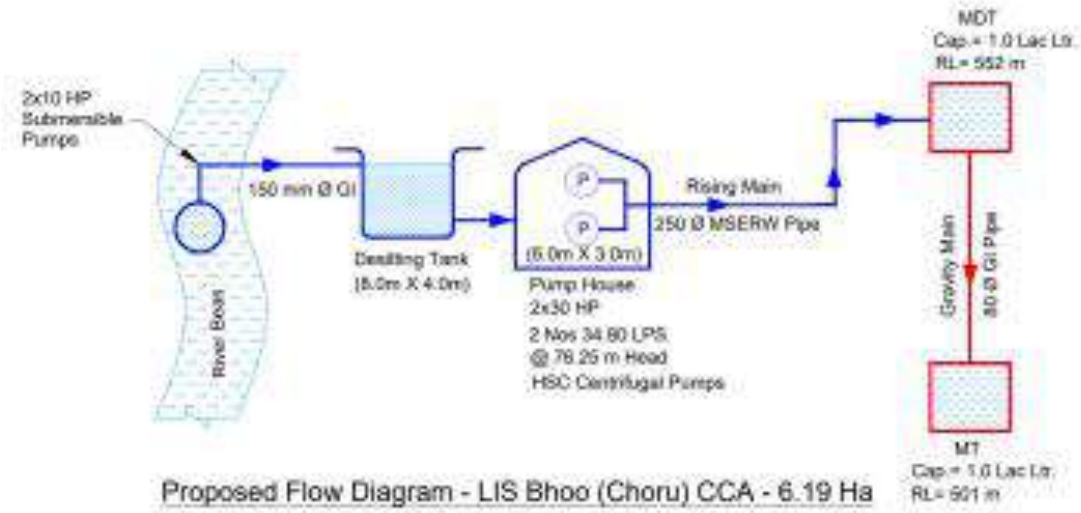 MDT
Cap.= 1.0 Lac Ltr.
RL= 552 m
2x10 HP
Submersible
Pumps
150 mm Ø GI
River Bean
Desilting Tank
(8.0m X 4.0m)
P
P
(6.0m X 3.0m)
Pump House
2x30 HP
2 Nos 34.80 LPS
@ 76.25 m Head
HSC Centrifugal Pumps
Rising Main
250 Ø MSERW Pipe
Gravity Main
80 Ø GI Pipe
MT
Cap.= 1.0 Lac Ltr.
RL= 501 m
Proposed Flow Diagram - LIS Bhoo (Choru) CCA - 6.19 Ha